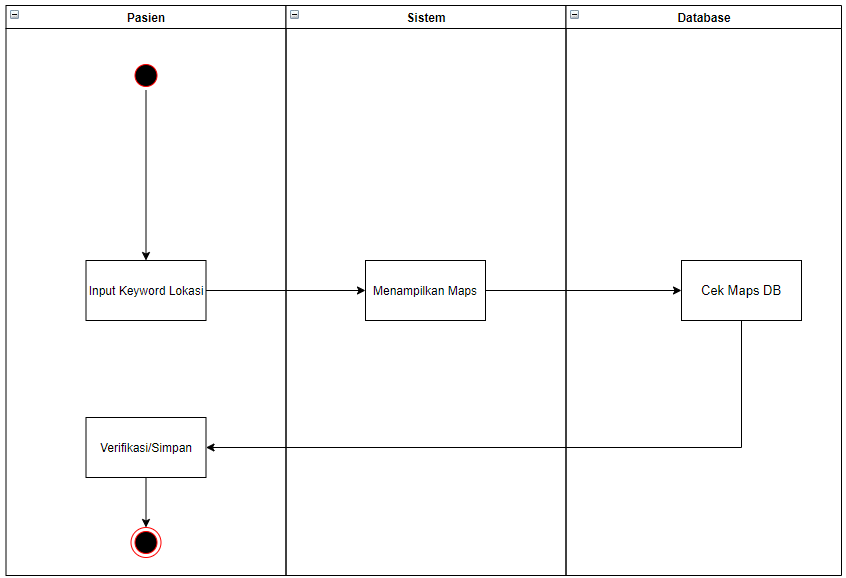 Pasien
Sistem
Database
Input Keyword Lokasi
Menampilkan Maps
Cek Maps DB
Verifikasi/Simpan